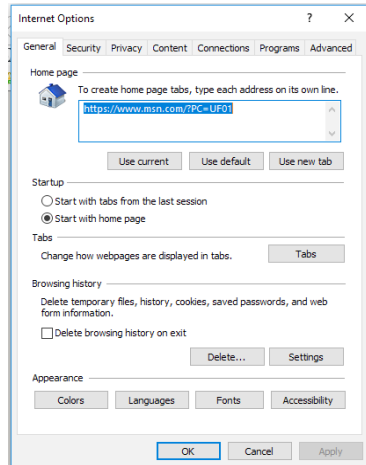 Internet Options ? X
General Security Privacy Content Connections Programs Advanced
Home page
To create home page tabs, type each address on its own line.
https://www.msn.com/?PC=UF01
Use current Use default Use new tab
Startup
Start with tabs from the last session
Start with home page
Tabs
Change how webpages are displayed in tabs. Tabs
Browsing history
Delete temporary files, history, cookies, saved passwords, and web
form information.
Delete browsing history on exit
Delete... Settings
Appearance
Colors Languages Fonts Accessibility
OK Cancel Apply